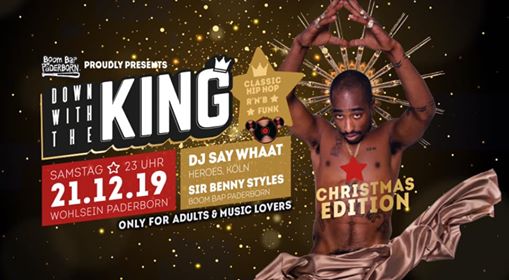 BOOM BAP
PADERBORN
PROUDLY PRESENTS
DOWN
WITH
THE
KING
CLASSIC
HIP HOP
R'N'B
FUNK
SAMSTAG 23 UHR
21.12.19
WOHLSEIN PADERBORN
DJ SAY WHAAT
HEROES, KÖLN
SIR BENNY STYLES
BOOM BAP PADERBORN
ONLY FOR ADULTS & MUSIC LOVERS
CHRISTMAS
EDITION